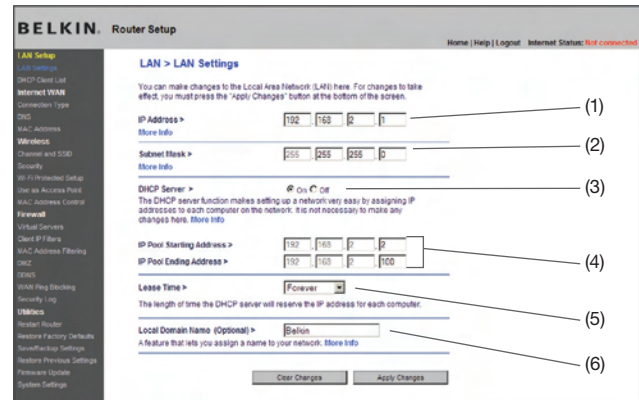 BELKIN. Router Setup
Home | Help | Logout Internet Status: Not connected
LAN Setup
LAN Settings
DHCP Client List
Internet WAN
Connection Type
DNS
MAC Address
Wireless
Channel and SSID
Security
Wi-Fi Protected Setup
Use as Access Point
MAC Address Control
Firewall
Virtual Servers
Client IP Filters
MAC Address Filtering
DMZ
DDNS
WAN Ping Blocking
Security Log
Utilities
Restart Router
Restore Factory Defaults
Save/Backup Settings
Restore Previous Settings
Firmware Update
System Settings
LAN > LAN Settings
You can make changes to the Local Area Network (LAN) here. For changes to take
effect, you must press the "Apply Changes" button at the bottom of the screen.
IP Address > 192 . 168 . 2 . 1
More Info
(1)
Subnet Mask > 255 . 255 . 255 . 0
More Info
(2)
DHCP Server > On Off
(3)
The DHCP server function makes setting up a network very easy by assigning IP
addresses to each computer on the network. It is not necessary to make any
changes here. More Info
IP Pool Starting Address > 192 . 168 . 2 . 2
IP Pool Ending Address > 192 . 168 . 2 . 100
(4)
Lease Time > Forever
(5)
The length of time the DHCP server will reserve the IP address for each computer.
Local Domain Name (Optional) > Belkin
(6)
A feature that lets you assign a name to your network. More Info
Clear Changes Apply Changes